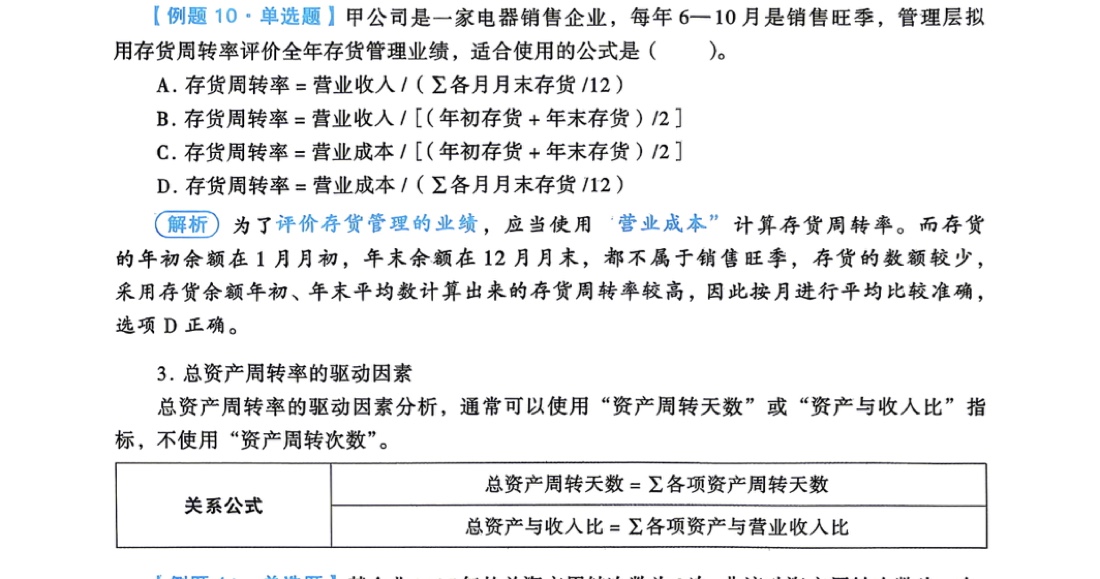 【例题 10·单选题】甲公司是一家电器销售企业，每年 6—10 月是销售旺季，管理层拟
用存货周转率评价全年存货管理业绩，适合使用的公式是（　　）。
A. 存货周转率 = 营业收入 /（∑各月月末存货 /12）
B. 存货周转率 = 营业收入 / [（年初存货 + 年末存货）/2 ]
C. 存货周转率 = 营业成本 / [（年初存货 + 年末存货）/2 ]
D. 存货周转率 = 营业成本 /（∑各月月末存货 /12）
解析 为了评价存货管理的业绩，应当使用“营业成本”计算存货周转率。而存货
的年初余额在 1 月月初，年末余额在 12 月月末，都不属于销售旺季，存货的数额较少，
采用存货余额年初、年末平均数计算出来的存货周转率较高，因此按月进行平均比较准确，
选项 D 正确。
3. 总资产周转率的驱动因素
总资产周转率的驱动因素分析，通常可以使用“资产周转天数”或“资产与收入比”指
标，不使用“资产周转次数”。
关系公式
总资产周转天数 = ∑各项资产周转天数
总资产与收入比 = ∑各项资产与营业收入比